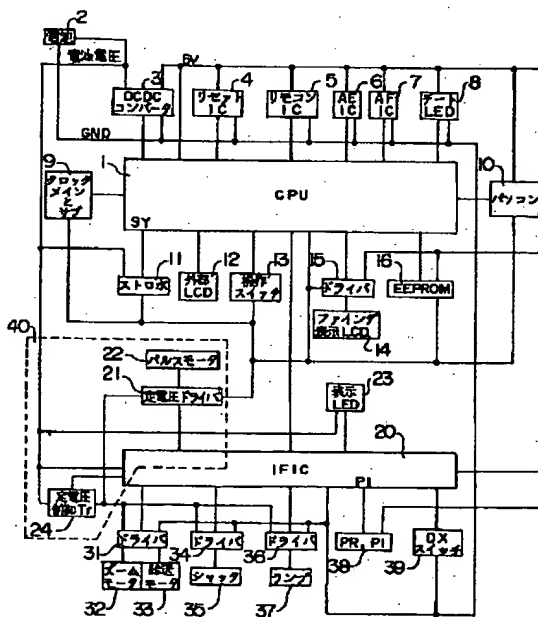 2
電池
電池電圧
5V
3
DCDC
コンバータ
4
リセット
IC
5
リモコン
IC
6
AE
IC
7
AF
IC
8
デート
LED
GND
9
クロック
メインと
サブ
1
CPU
10
パソコン
11
ストロボ
12
外部
LCD
13
操作
スイッチ
15
ドライバ
16
EEPROM
ファインダ
表示LCD
14
40
22
パルスモータ
21
定電圧ドライバ
23
表示
LED
20
IFIC
PI
定電圧
制御Tr
24
31
ドライバ
34
ドライバ
36
ドライバ
PR, PI
38
DX
スイッチ
39
ズーム
モータ
32
モータ
33
シャッタ
35
ランプ
37